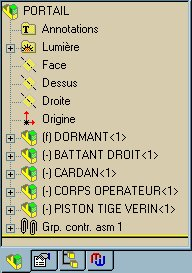 PORTAIL
Annotations
Lumière
Face
Dessus
Droite
Origine
(f) DORMANT<1>
(-) BATTANT DROIT<1>
(-) CARDAN<1>
(-) CORPS OPERATEUR<1>
(-) PISTON TIGE VERIN<1>
Grp. contr. asm 1